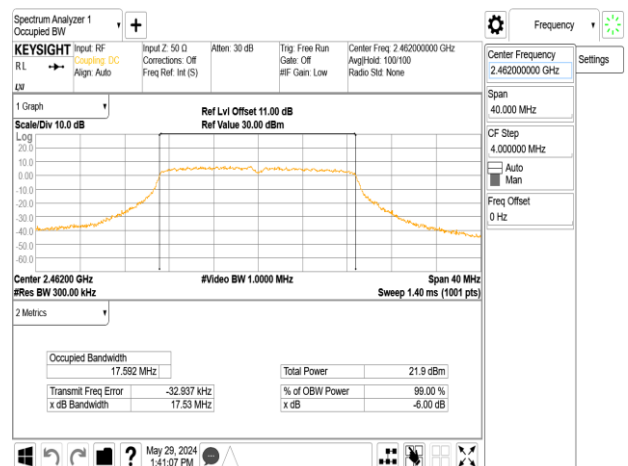 Spectrum Analyzer 1
Occupied BW
Frequency
KEYSIGHT
Input: RF
Input Z: 50 Ω
Atten: 30 dB
Trig: Free Run
Center Freq: 2.462000000 GHz
RL
Coupling: DC
Corrections: Off
Gate: Off
Avg|Hold: 100/100
Align: Auto
Freq Ref: Int (S)
#IF Gain: Low
Radio Std: None
Center Frequency
2.462000000 GHz
Settings
Span
40.000 MHz
CF Step
4.000000 MHz
Auto
Man
Freq Offset
0 Hz
1 Graph
Ref Lvl Offset 11.00 dB
Scale/Div 10.0 dB
Ref Value 30.00 dBm
Log
20.0
10.0
0.00
-10.0
-20.0
-30.0
-40.0
-50.0
-60.0
Center 2.46200 GHz
#Video BW 1.0000 MHz
Span 40 MHz
#Res BW 300.00 kHz
Sweep 1.40 ms (1001 pts)
2 Metrics
Occupied Bandwidth
17.592 MHz
Total Power
21.9 dBm
Transmit Freq Error
-32.937 kHz
% of OBW Power
99.00 %
x dB Bandwidth
17.53 MHz
x dB
-6.00 dB
?
May 29, 2024
1:41:07 PM